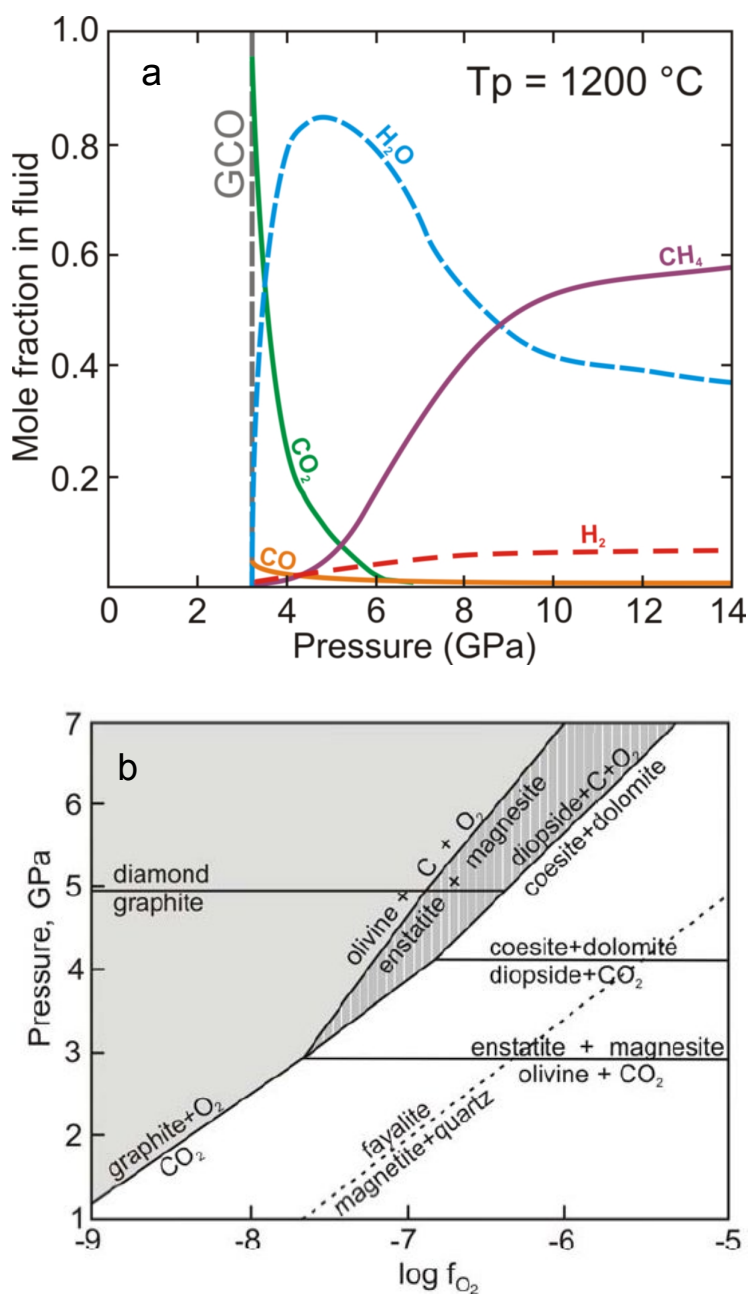 1.0
a
Tp = 1200 °C
GCO
H₂O
0.8
0.6
CH₄
Mole fraction in fluid
0.4
CO₂
0.2
CO
H₂
0 2 4 6 8 10 12 14
Pressure (GPa)
7
b
6
olivine + C + O₂
enstatite + magnesite
diopside+C+O₂
coesite+dolomite
diamond
5
graphite
Pressure, GPa
coesite+dolomite
4
diopside+CO₂
enstatite + magnesite
3
olivine + CO₂
graphite+O₂
CO₂
fayalite
magnetite+quartz
2
1
-9 -8 -7 -6 -5
log f O₂